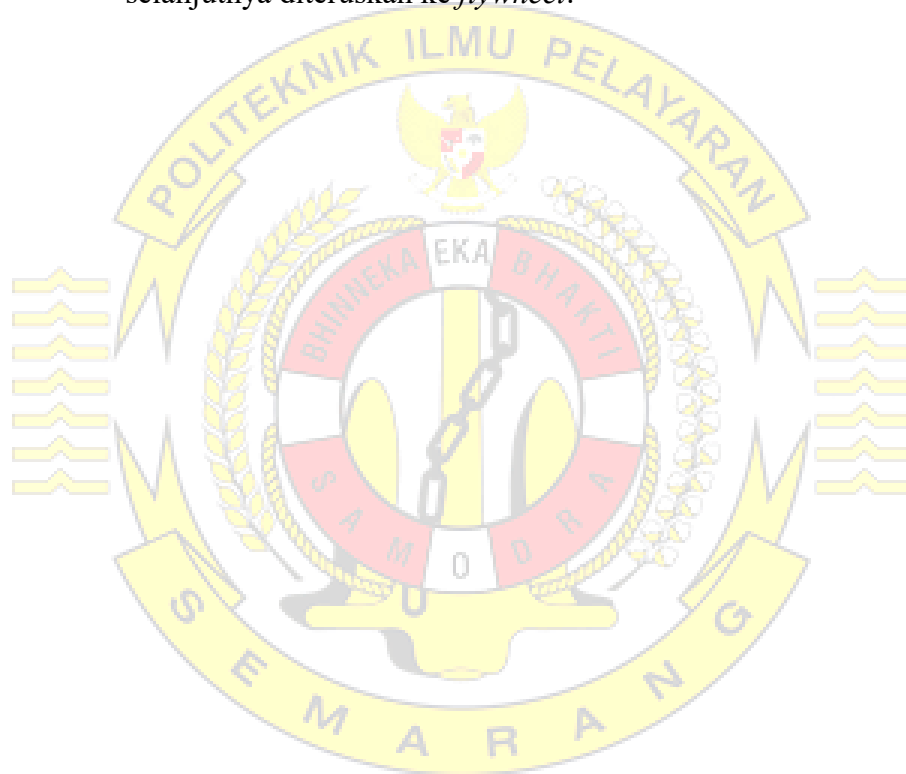 selanjutnya diteruskan ke flywheel.
POLITEKNIK ILMU PELAYARAN
BHINNEKA EKA BHAKTI
SAMODRA
SEMARANG